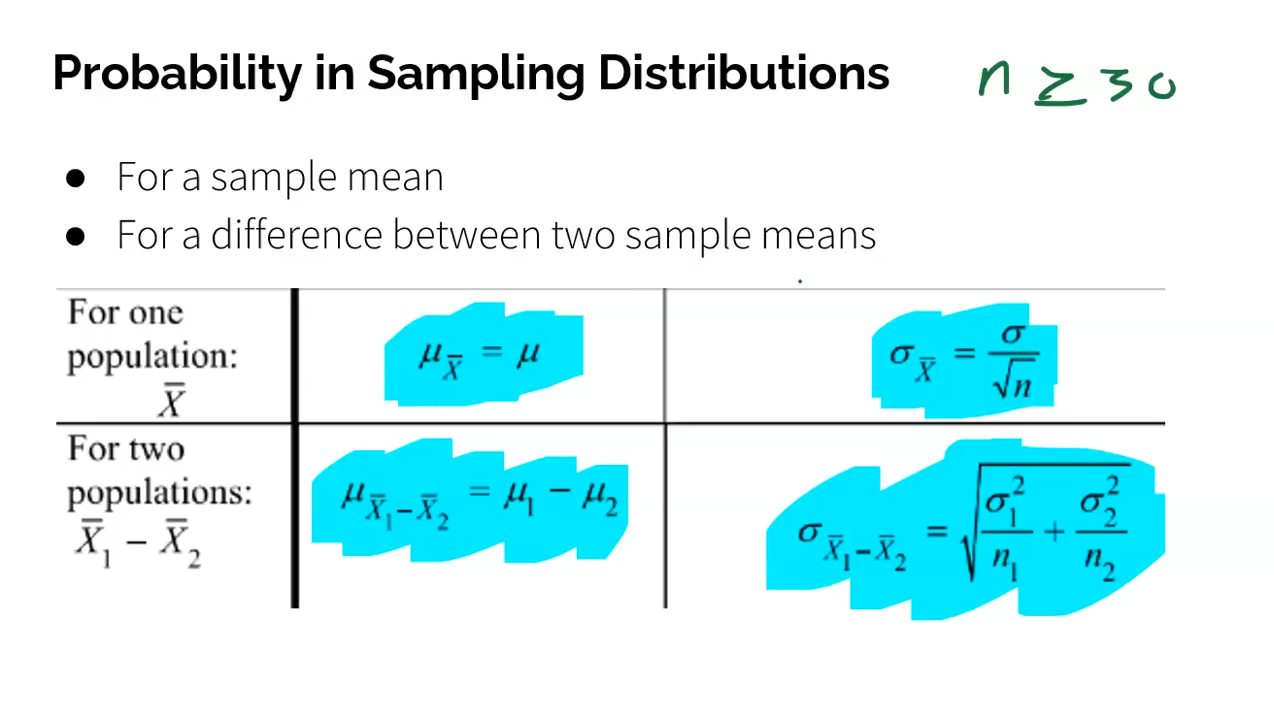 Probability in Sampling Distributions n ≥ 30
● For a sample mean
● For a difference between two sample means
For one population: X̄
μ_X̄ = μ
σ_X̄ = σ/√n
For two populations: X̄₁ − X̄₂
μ_X̄₁−X̄₂ = μ₁ − μ₂
σ_X̄₁−X̄₂ = √(σ₁²/n₁ + σ₂²/n₂)